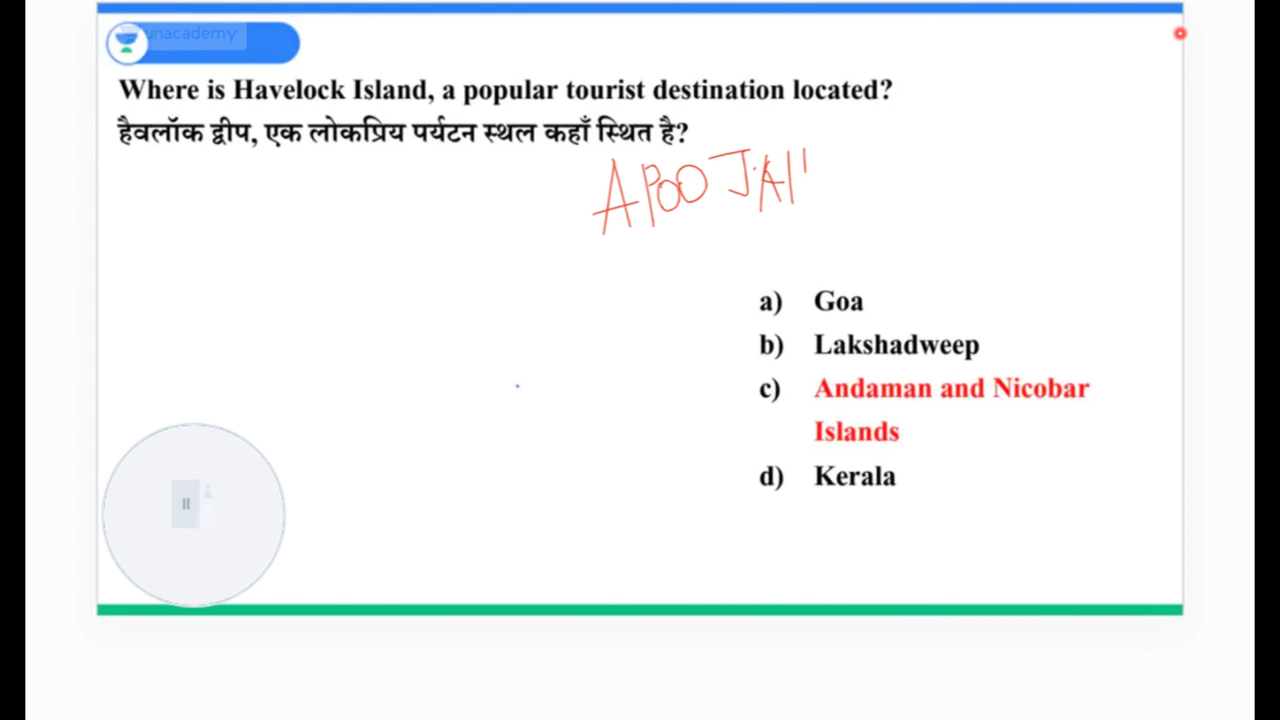 unacademy
Where is Havelock Island, a popular tourist destination located?
हैवलॉक द्वीप, एक लोकप्रिय पर्यटन स्थल कहाँ स्थित है?
a) Goa
b) Lakshadweep
c) Andaman and Nicobar
Islands
d) Kerala